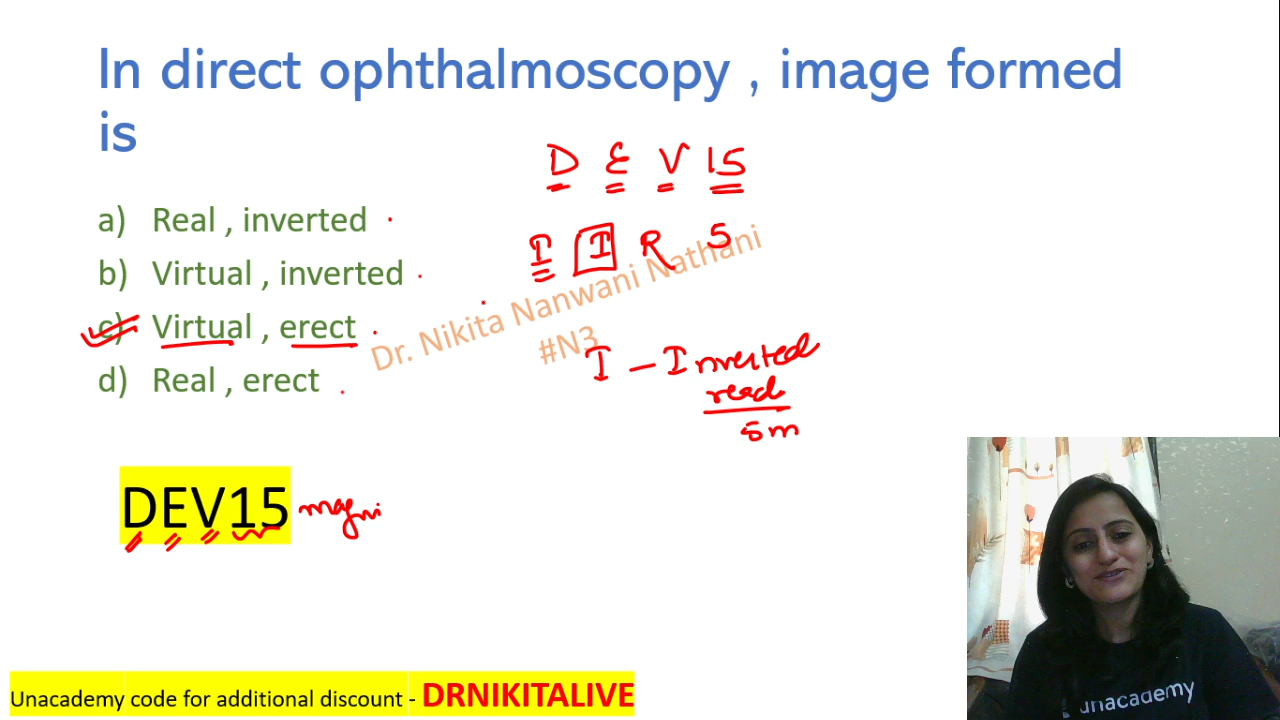 In direct ophthalmoscopy , image formed
is
D E V 15
a) Real , inverted
I I R 5
b) Virtual , inverted
c) Virtual , erect
Dr. Nikita Nanwani Nathani
#N3
I – Inverted
d) Real , erect
5m
DEV15 magni
unacademy
Unacademy code for additional discount - DRNIKITALIVE